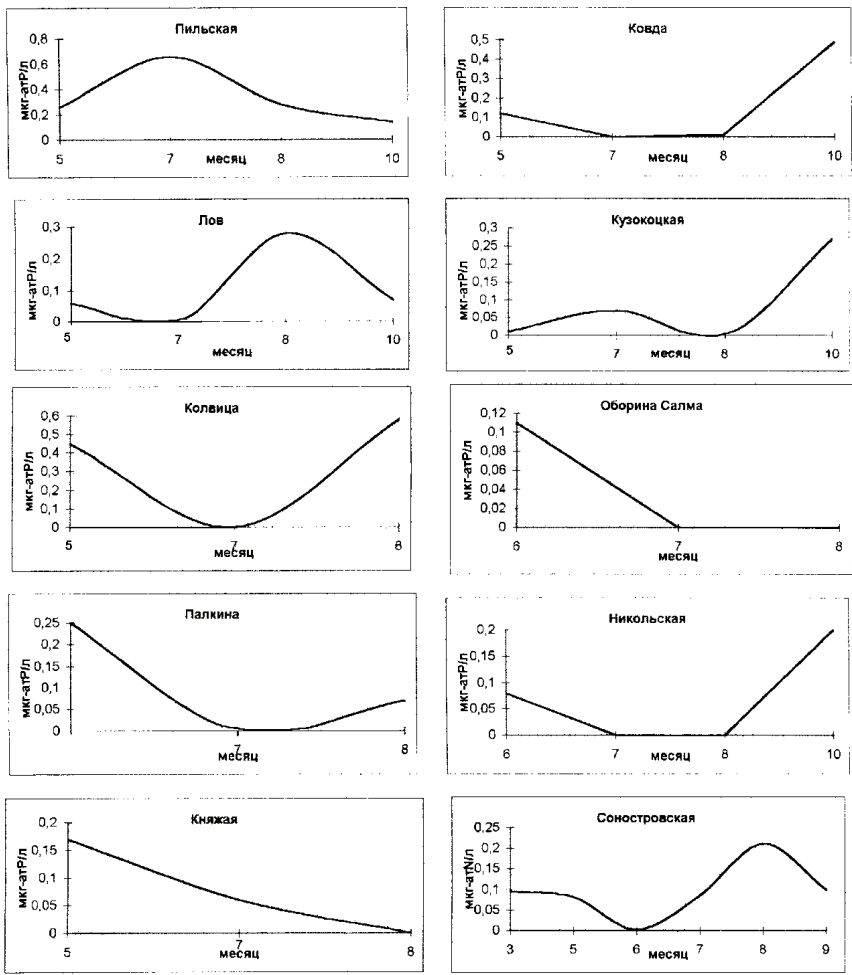 Пильская
мкг-атР/л
0,8
0,6
0,4
0,2
0
5 7 8 10
месяц
Ковда
мкг-атР/л
0,5
0,4
0,3
0,2
0,1
0
5 7 8 10
месяц
Лов
мкг-атР/л
0,3
0,2
0,1
0
5 7 8 10
месяц
Кузокоцкая
мкг-атР/л
0,3
0,25
0,2
0,15
0,1
0,05
0
5 7 8 10
месяц
Колвица
мкг-атР/л
0,6
0,5
0,4
0,3
0,2
0,1
0
5 7 8
месяц
Оборина Салма
мкг-атР/л
0,12
0,1
0,08
0,06
0,04
0,02
0
6 7 8
месяц
Палкина
мкг-атР/л
0,25
0,2
0,15
0,1
0,05
0
7 8
месяц
Никольская
мкг-атР/л
0,2
0,15
0,1
0,05
0
6 7 8 10
месяц
Княжая
мкг-атР/л
0,2
0,15
0,1
0,05
0
5 7 8
месяц
Соностровская
мкг-атN/л
0,25
0,2
0,15
0,1
0,05
0
3 5 6 7 8 9
месяц